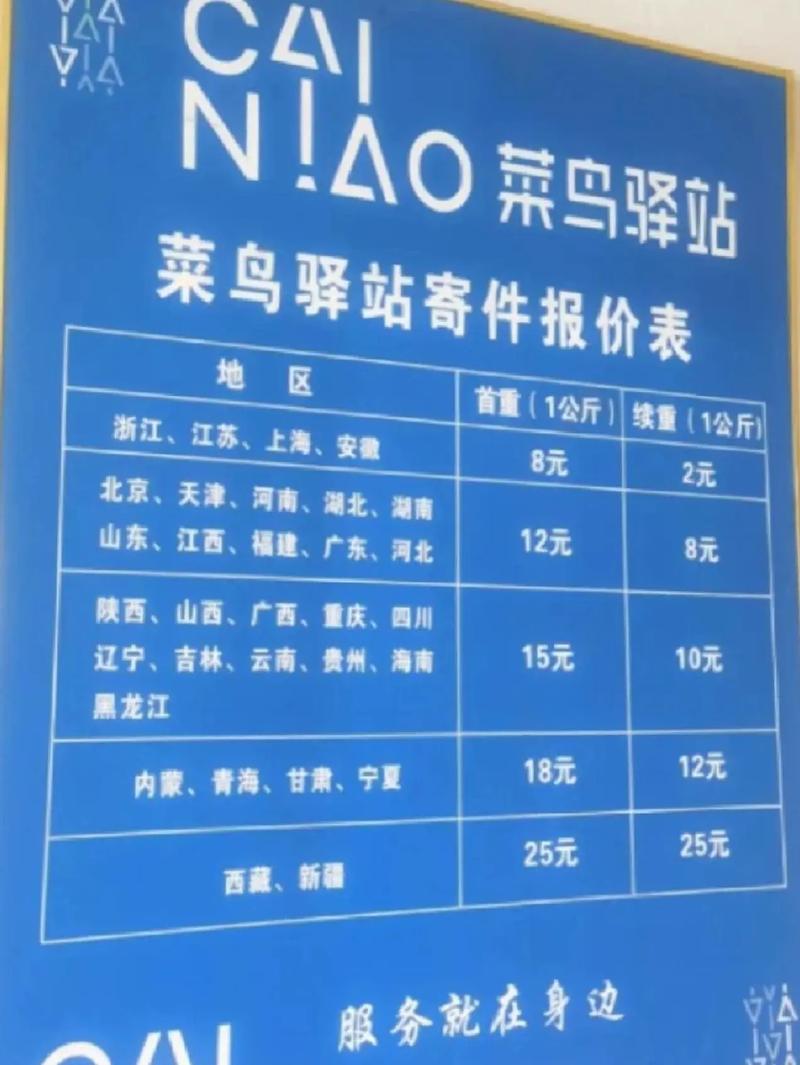 CAI
NIAO 菜鸟驿站
菜鸟驿站寄件报价表
地 区 首重(1公斤) 续重(1公斤)
浙江、江苏、上海、安徽 8元 2元
北京、天津、河南、湖北、湖南
山东、江西、福建、广东、河北 12元 8元
陕西、山西、广西、重庆、四川
辽宁、吉林、云南、贵州、海南 15元 10元
黑龙江
内蒙、青海、甘肃、宁夏 18元 12元
西藏、新疆 25元 25元
服务就在身边
CAI